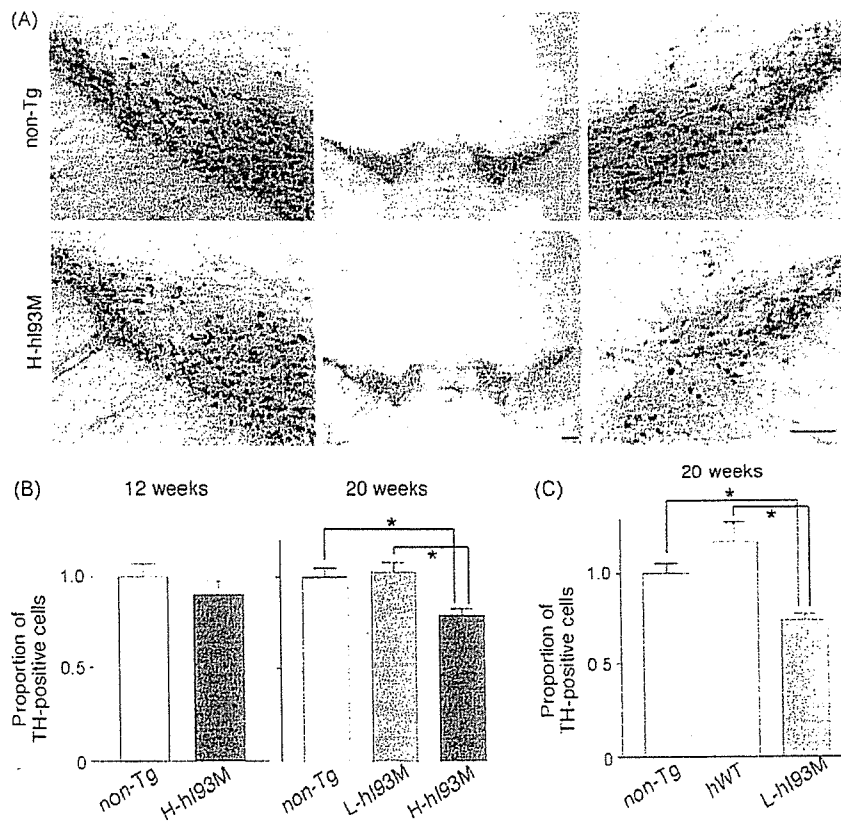 (A)
non-Tg
H-hI93M
(B)
12 weeks
20 weeks
Proportion of
TH-positive cells
1.0
0.5
0
non-Tg
H-hI93M
*
*
non-Tg
L-hI93M
H-hI93M
(C)
20 weeks
Proportion of
TH-positive cells
1.0
0 5
0
*
*
non-Tg
hWT
L-hI93M